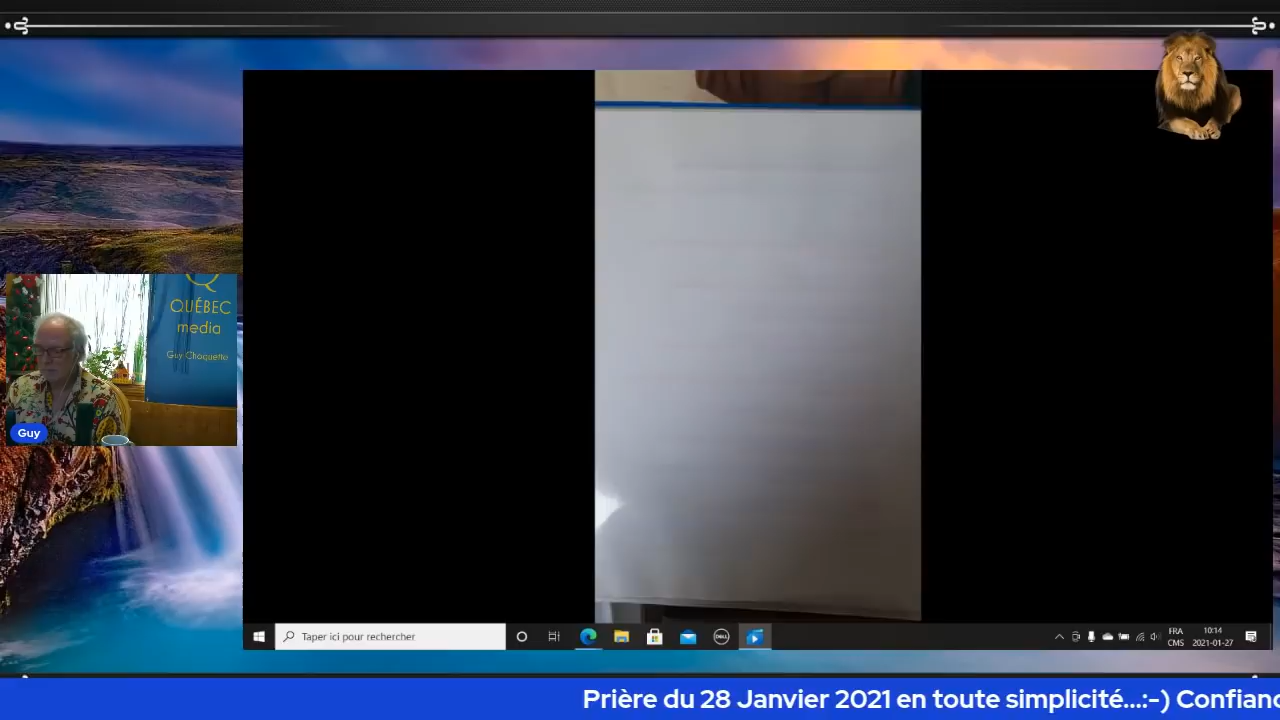 QUÉBEC
media
Guy Choquette
Guy
Taper ici pour rechercher
DELL
FRA
CMS
10:14
2021-01-27
Prière du 28 Janvier 2021 en toute simplicité...:-) Confianc